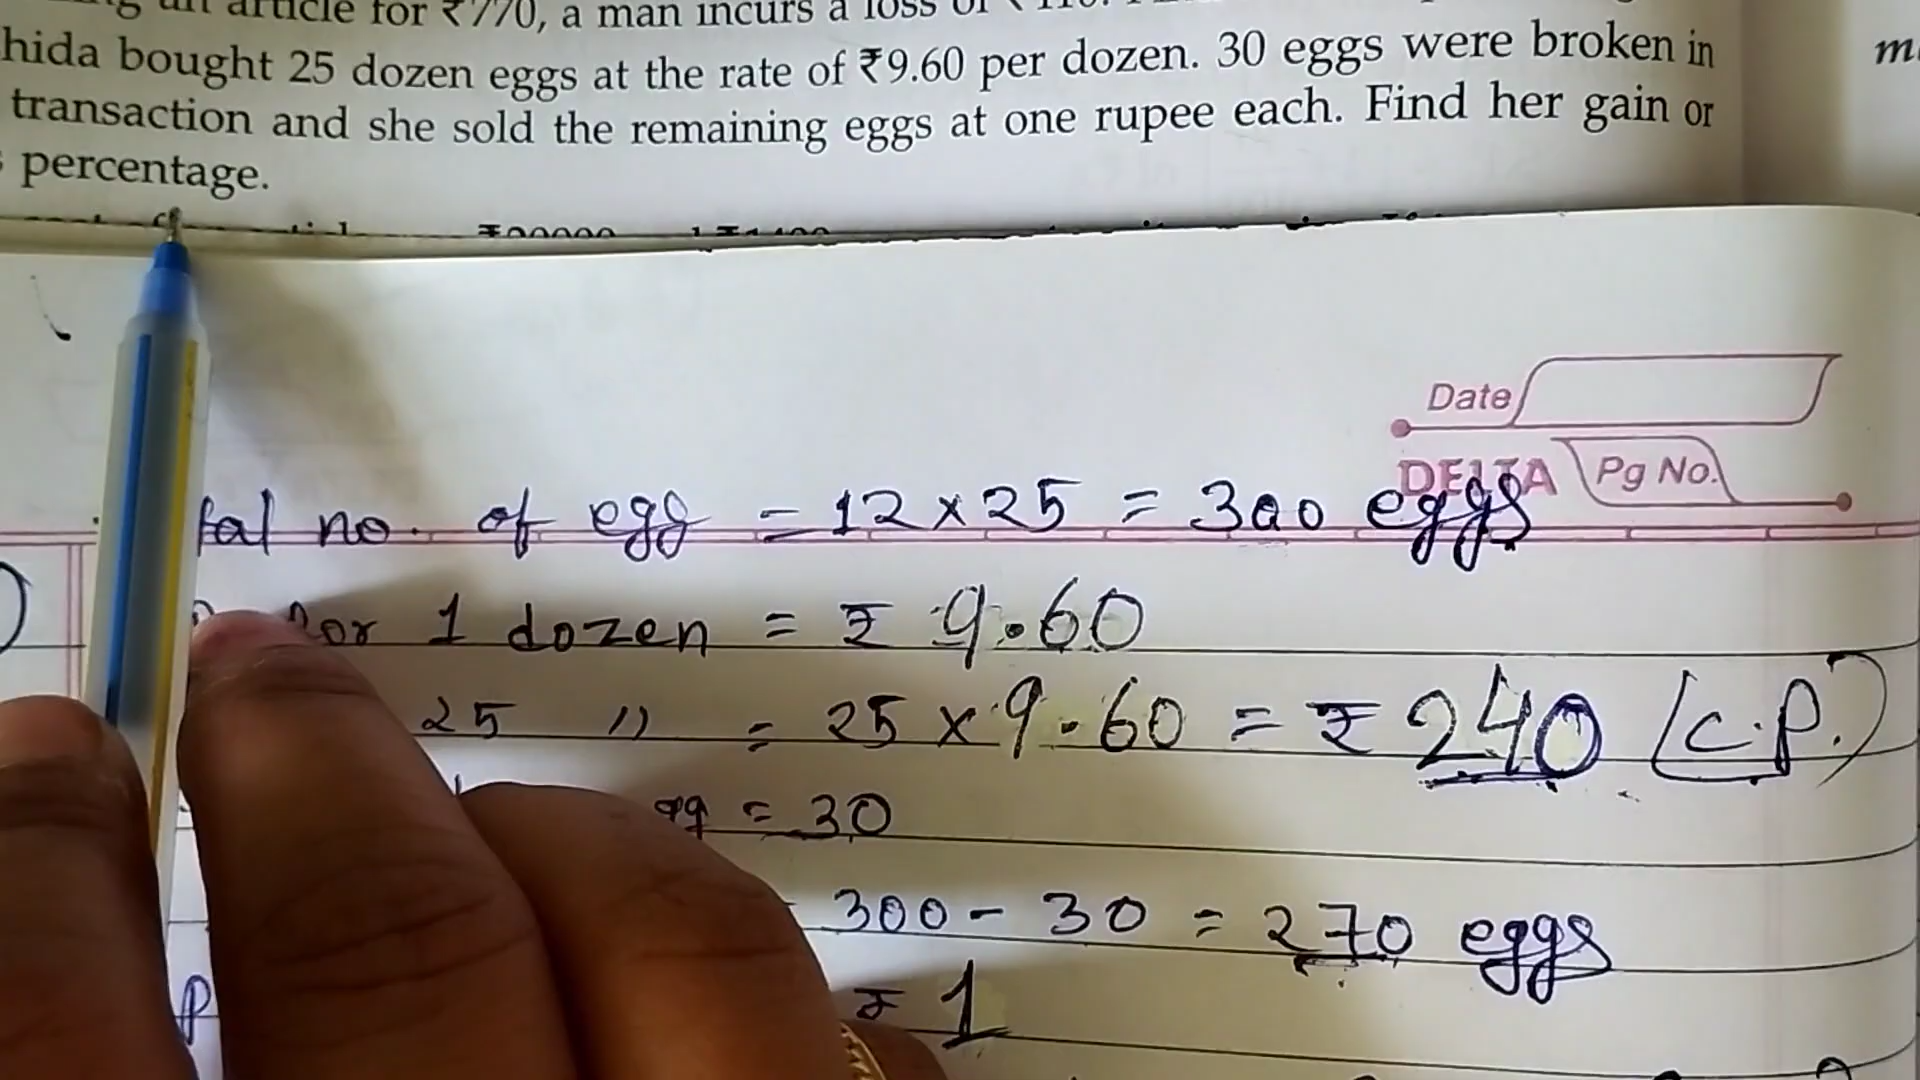 an article for ₹770, a man incurs a loss of ₹110.
hida bought 25 dozen eggs at the rate of ₹9.60 per dozen. 30 eggs were broken in
transaction and she sold the remaining eggs at one rupee each. Find her gain or
percentage.
Date
DELTA Pg No.
tal no. of egg = 12 × 25 = 300 eggs
for 1 dozen = ₹ 9.60
25 〃 = 25 × 9.60 = ₹ 240 (C.P.)
gg = 30
300 - 30 = 270 eggs
₹ 1